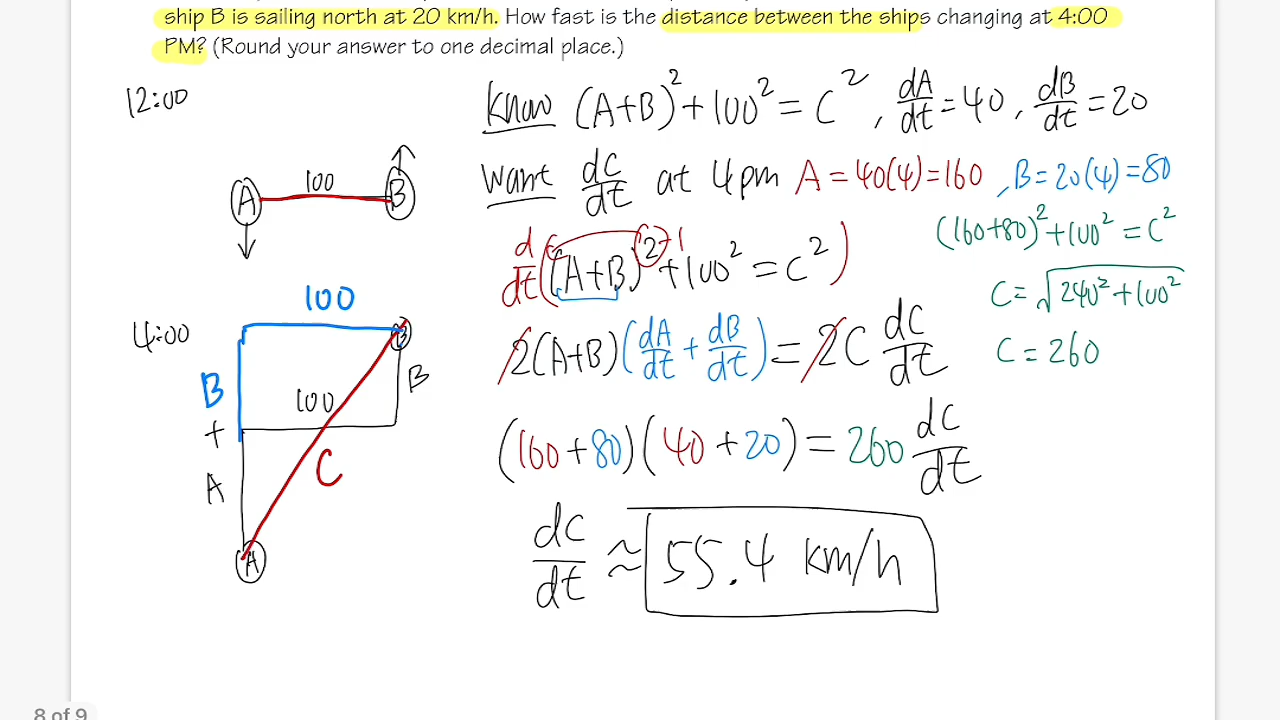 ship B is sailing north at 20 km/h. How fast is the distance between the ships changing at 4:00
PM? (Round your answer to one decimal place.)
12:00
Know (A+B)²+100²=C², dA/dt=40, dB/dt=20
A 100 B
Want dC/dt at 4pm A=40(4)=160, B=20(4)=80
(160+80)²+100²=C²
d/dt((A+B)²+100²=C²)
2-1
C=√240²+100²
100
4:00
B
2(A+B)(dA/dt+dB/dt)=2C dC/dt
C=260
B
100
B
+
A
C
(160+80)(40+20)=260 dC/dt
A
dC/dt≈55.4 km/h
8 of 9